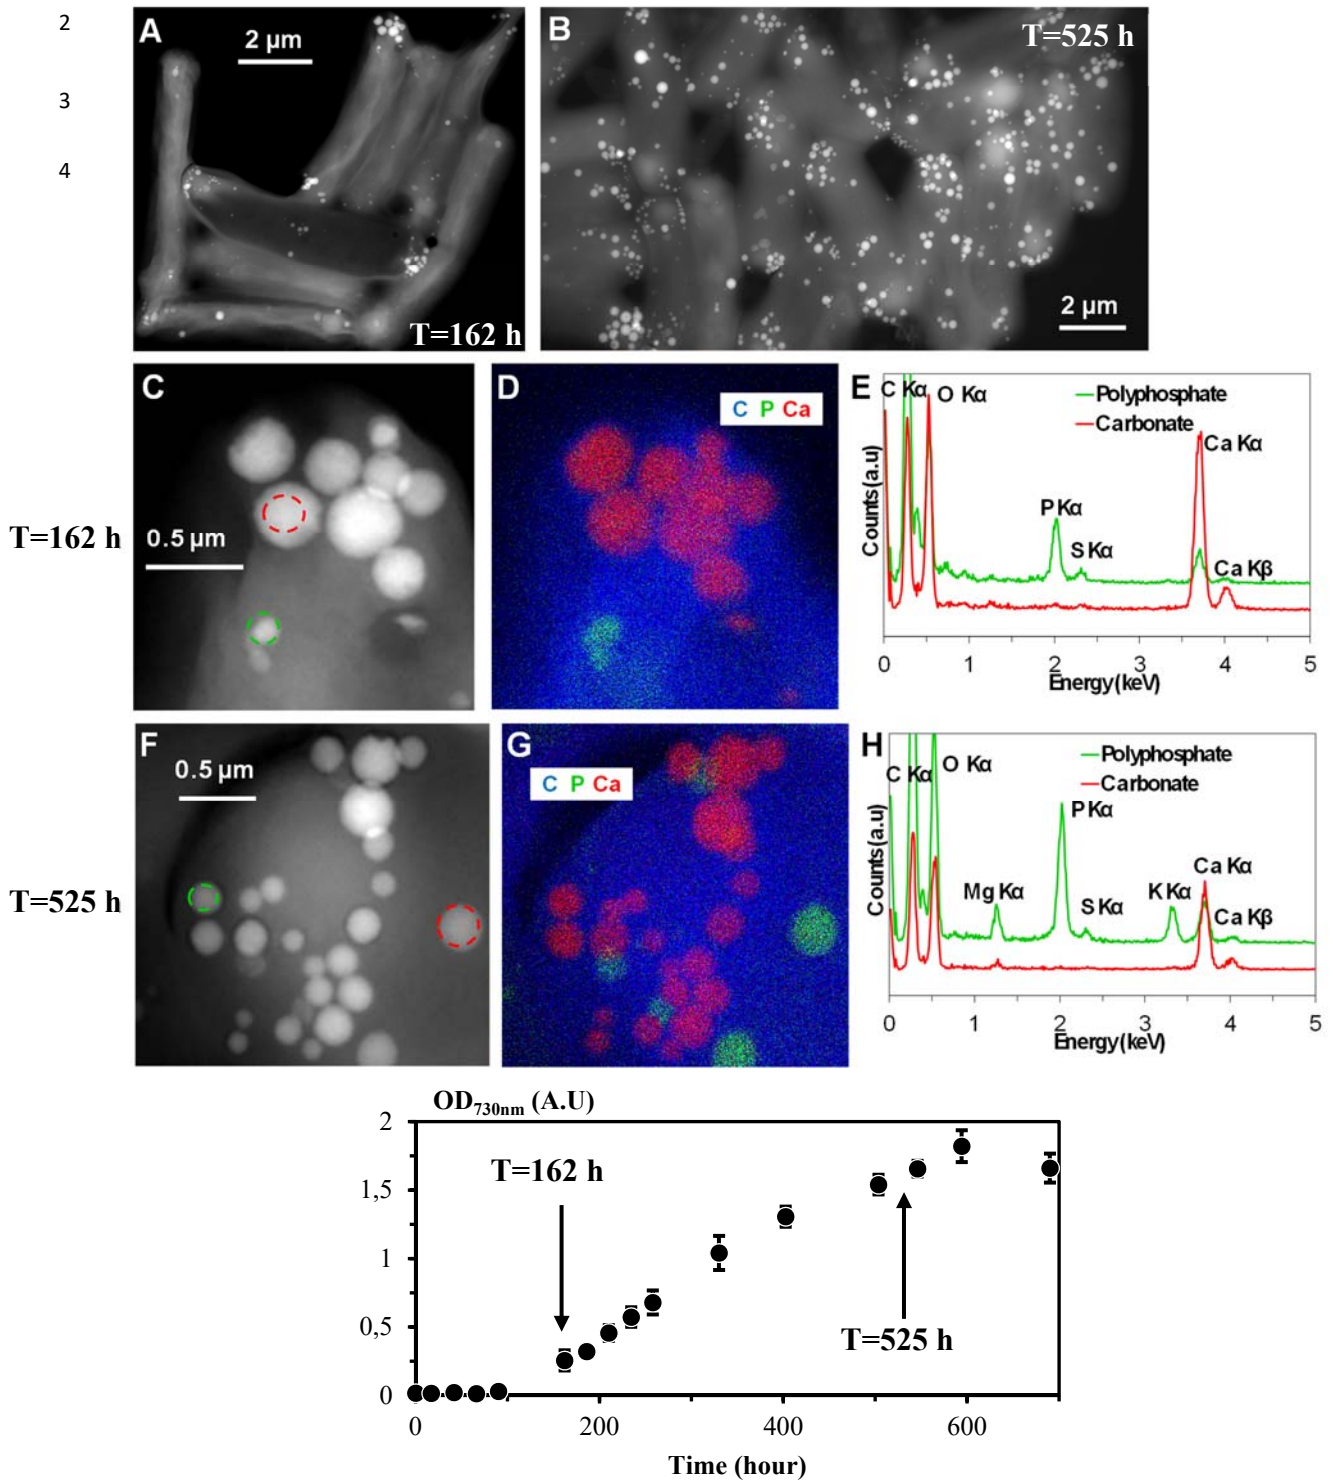 2
3
4
A
2 µm
T=162 h
B
T=525 h
2 µm
T=162 h
C
0.5 µm
D
C P Ca
E
C Kα
O Kα
Polyphosphate
Carbonate
Ca Kα
P Kα
S Kα
Ca Kβ
Counts (a.u)
0 1 2 3 4 5
Energy (keV)
T=525 h
F
0.5 µm
G
C P Ca
H
C Kα
O Kα
Polyphosphate
Carbonate
P Kα
Ca Kα
Mg Kα
S Kα
K Kα
Ca Kβ
Counts (a.u)
0 1 2 3 4 5
Energy (keV)
OD730nm (A.U)
2
1,5
1
0,5
0
T=162 h
T=525 h
0 200 400 600
Time (hour)